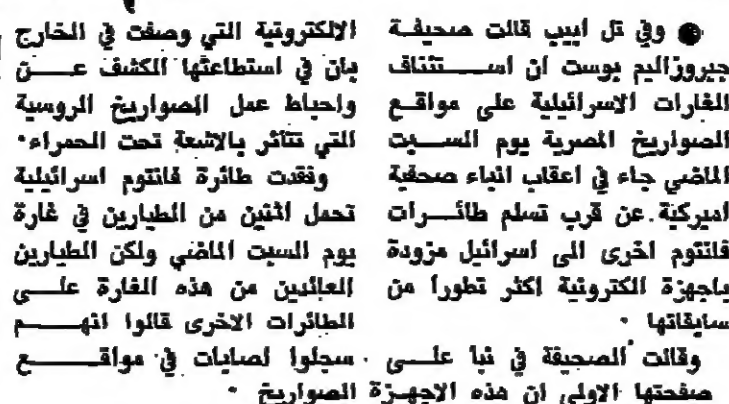 ● وفي تل ابيب قالت صحيفة
جيروزاليم بوست ان استئناف
الغارات الاسرائيلية على مواقع
الصواريخ المصرية يوم السبت
الماضي جاء في اعقاب انباء صحفية
اميركية عن قرب تسلم طائرات
فانتوم اخرى الى اسرائيل مزودة
باجهزة الكترونية اكثر تطورا من
سابقاتها ·
وقالت الصحيفة في نبا على
صفحتها الاولى ان هذه الاجهزة
الالكترونية التي وصفت في الخارج
بان في استطاعتها الكشف عن
واحباط عمل الصواريخ الروسية
التي تتأثر بالاشعة تحت الحمراء·
وفقدت طائرة فانتوم اسرائيلية
تحمل اثنين من الطيارين في غارة
يوم السبت الماضي ولكن الطيارين
العائدين من هذه الغارة على
الطائرات الاخرى قالوا انهم
سجلوا اصابات في مواقع
الصواريخ ·